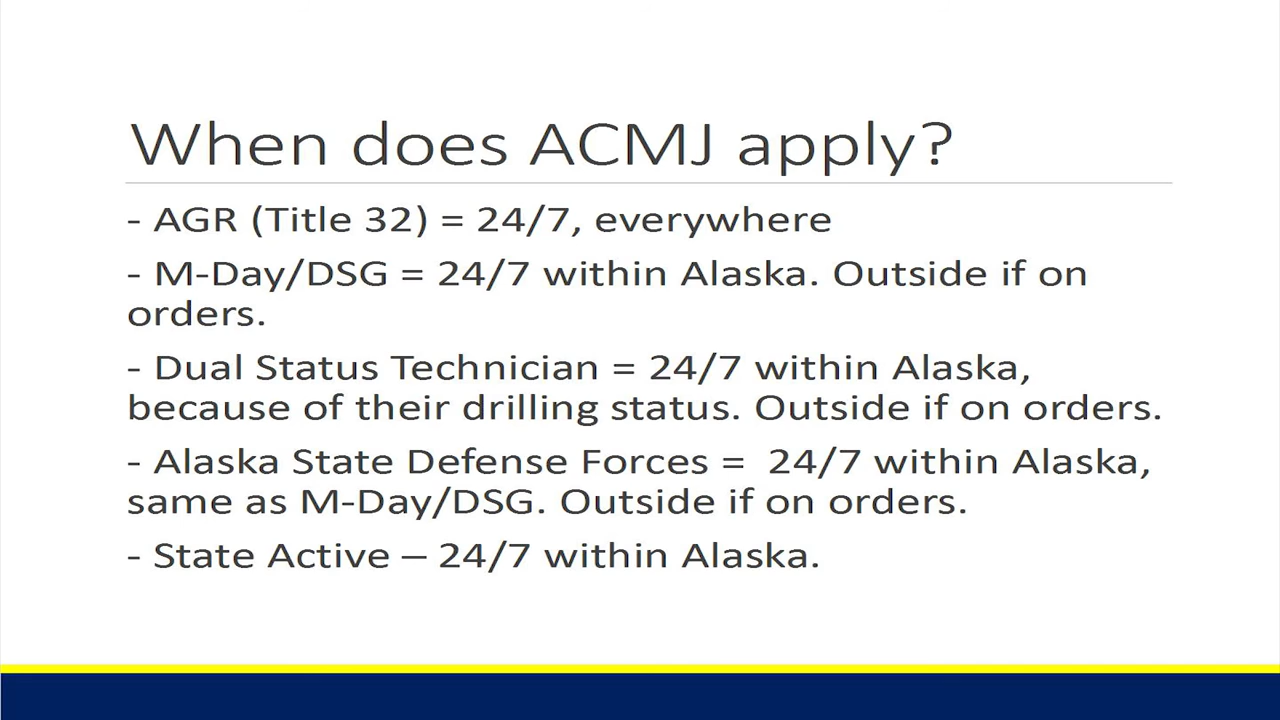 When does ACMJ apply?
- AGR (Title 32) = 24/7, everywhere
- M-Day/DSG = 24/7 within Alaska. Outside if on
orders.
- Dual Status Technician = 24/7 within Alaska,
because of their drilling status. Outside if on orders.
- Alaska State Defense Forces =  24/7 within Alaska,
same as M-Day/DSG. Outside if on orders.
- State Active – 24/7 within Alaska.